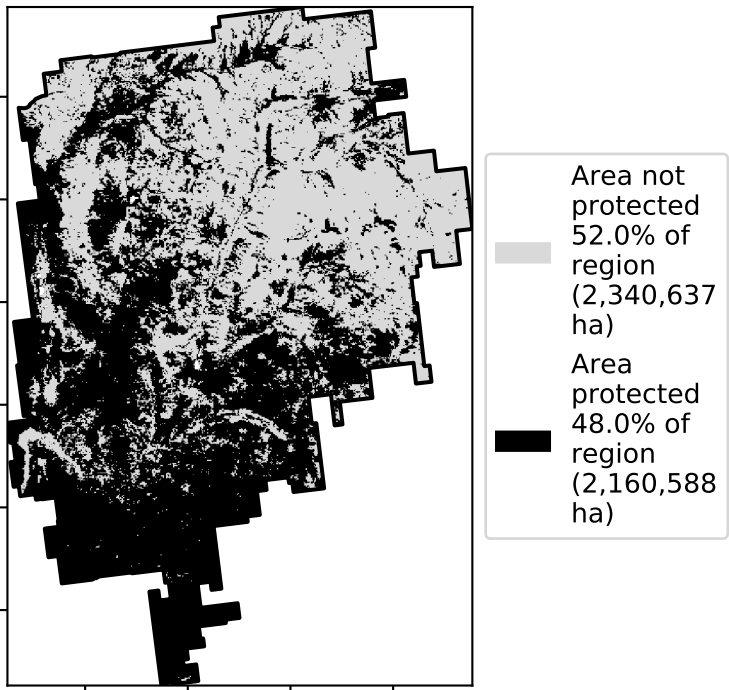 Area not
protected
52.0% of
region
(2,340,637
ha)
Area
protected
48.0% of
region
(2,160,588
ha)